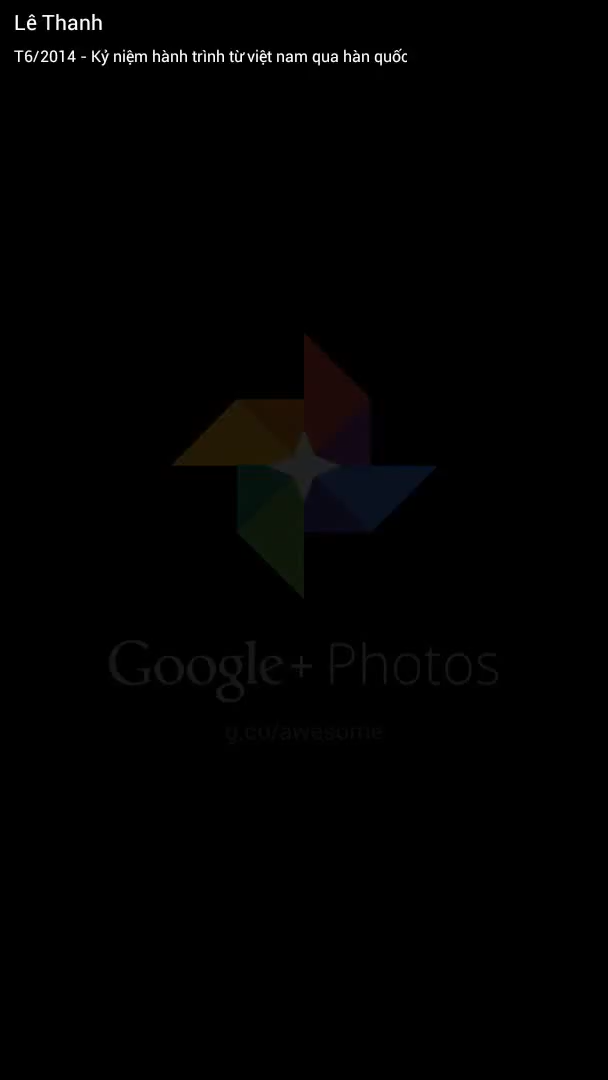 Lê Thanh
T6/2014 - Kỷ niệm hành trình từ việt nam qua hàn quốc
Google+ Photos
g.co/awesome